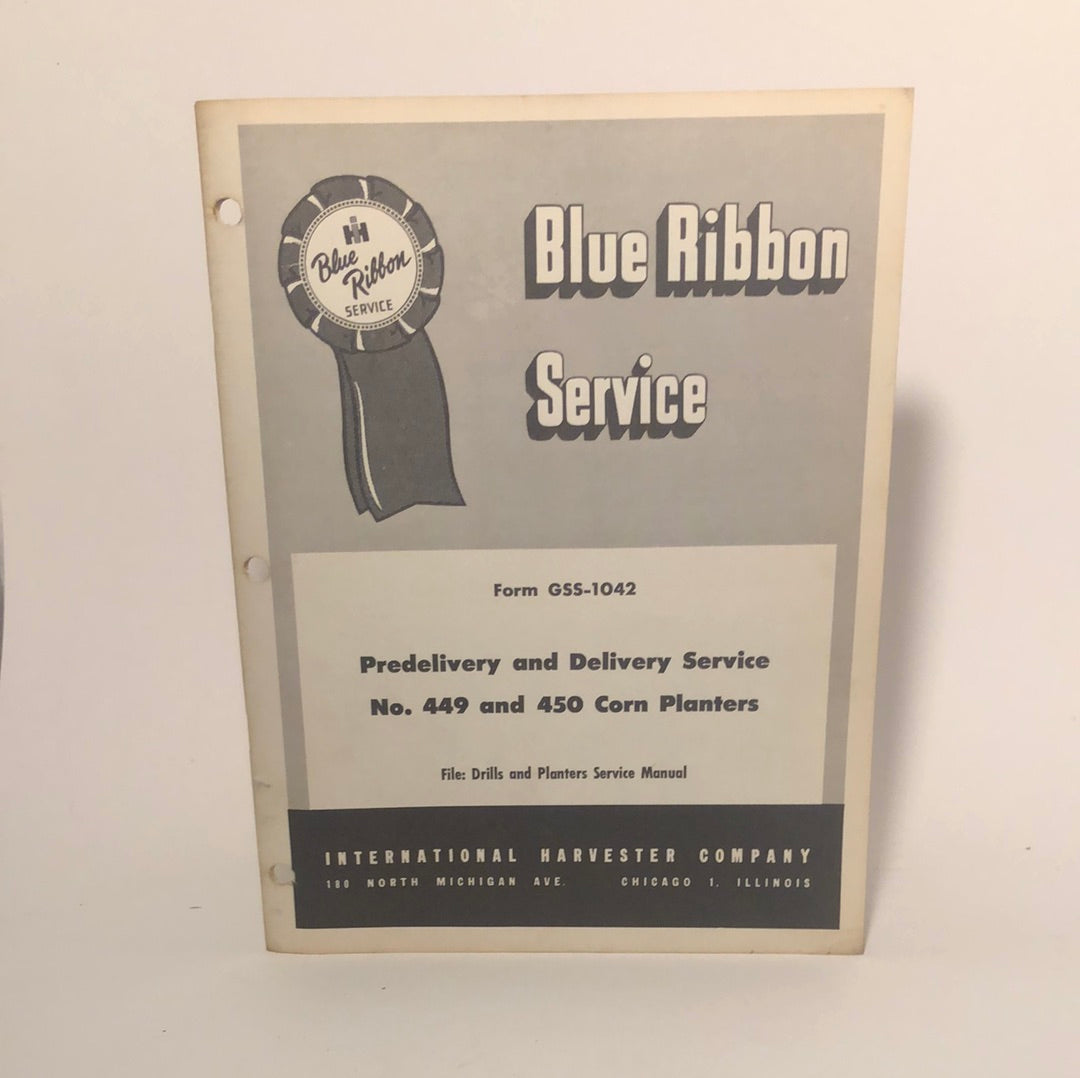 IH
Blue
Ribbon
SERVICE
Blue Ribbon
Service
Form GSS-1042
Predelivery and Delivery Service
No. 449 and 450 Corn Planters
File: Drills and Planters Service Manual
INTERNATIONAL HARVESTER COMPANY
180 NORTH MICHIGAN AVE. CHICAGO 1, ILLINOIS